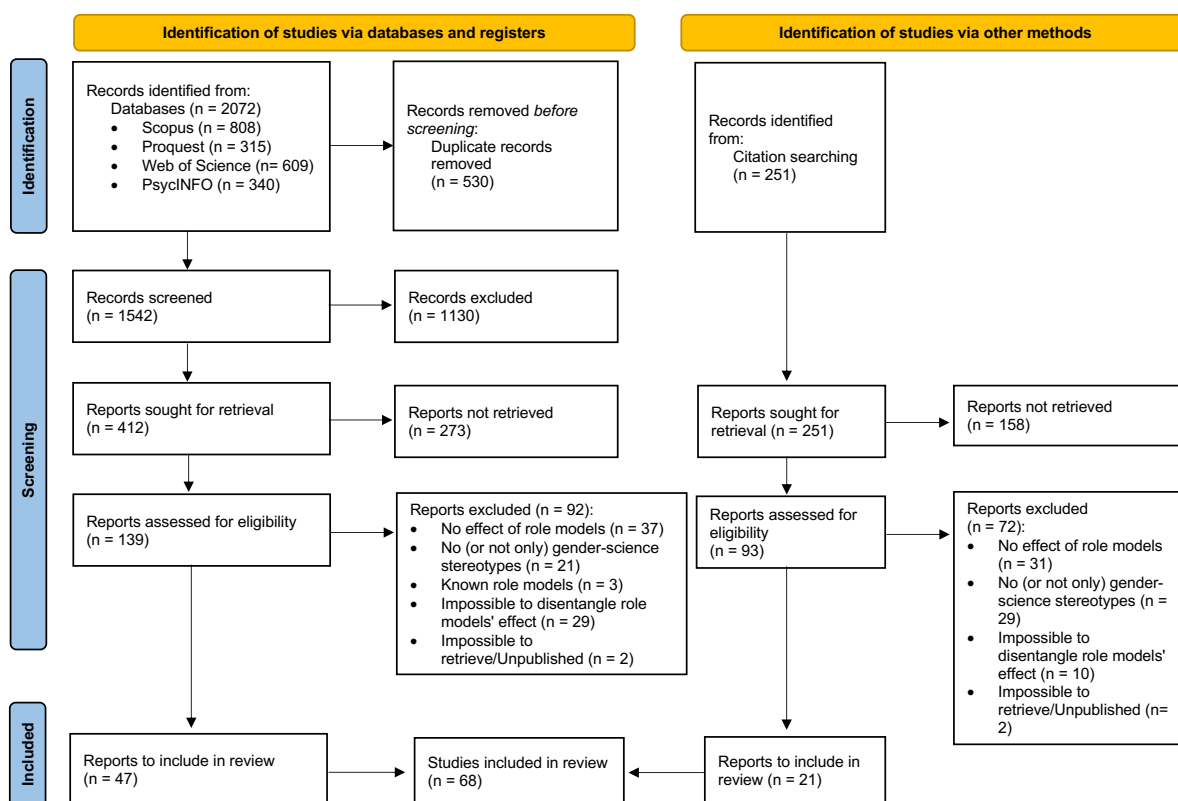 Identification of studies via databases and registers
Identification of studies via other methods
Identification
Records identified from:
Databases (n = 2072)
• Scopus (n = 808)
• Proquest (n = 315)
• Web of Science (n= 609)
• PsycINFO (n = 340)
Records removed before
screening:
Duplicate records
removed
(n = 530)
Records identified
from:
Citation searching
(n = 251)
Screening
Records screened
(n = 1542)
Records excluded
(n = 1130)
Reports sought for retrieval
(n = 412)
Reports not retrieved
(n = 273)
Reports sought for
retrieval (n = 251)
Reports not retrieved
(n = 158)
Reports assessed for eligibility
(n = 139)
Reports excluded (n = 92):
• No effect of role models (n = 37)
• No (or not only) gender-science
stereotypes (n = 21)
• Known role models (n = 3)
• Impossible to disentangle role
models' effect (n = 29)
• Impossible to
retrieve/Unpublished (n = 2)
Reports assessed for
eligibility
(n = 93)
Reports excluded
(n = 72):
• No effect of role models
(n = 31)
• No (or not only) gender-
science stereotypes (n =
29)
• Impossible to
disentangle role models'
effect (n = 10)
• Impossible to
retrieve/Unpublished (n=
2)
Included
Reports to include in review
(n = 47)
Studies included in review
(n = 68)
Reports to include in
review (n = 21)